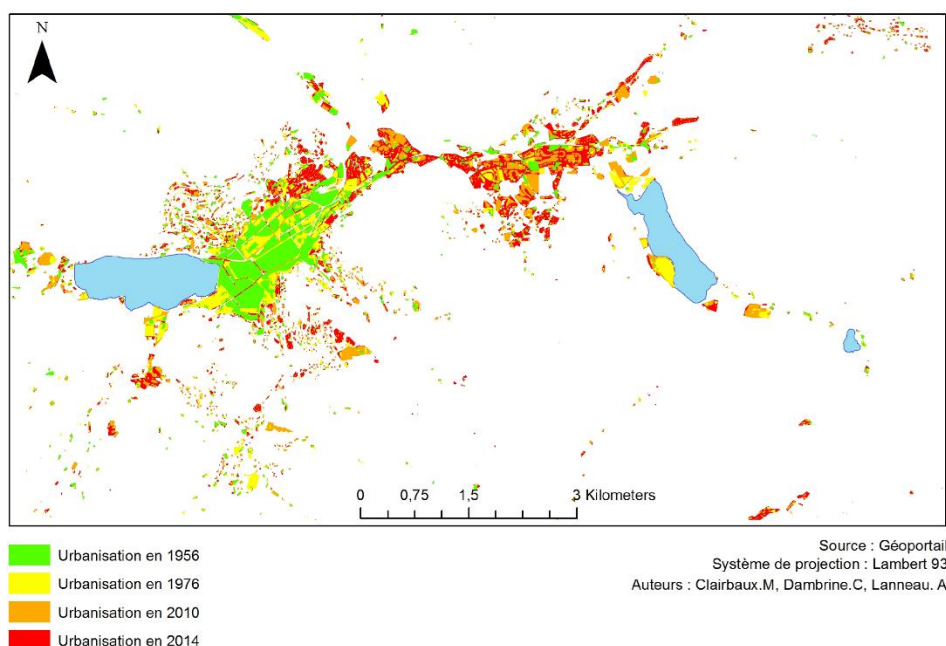 N
0 0,75 1,5 3 Kilometers
Urbanisation en 1956
Urbanisation en 1976
Urbanisation en 2010
Urbanisation en 2014
Source : Géoportail
Système de projection : Lambert 93
Auteurs : Clairbaux.M, Dambrine.C, Lanneau. A